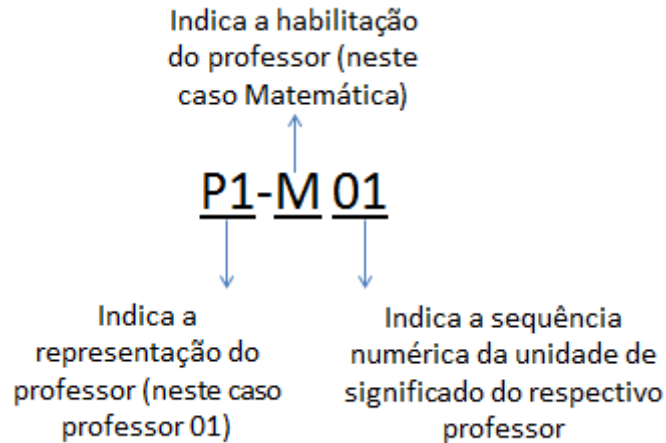 Indica a habilitação
do professor (neste
caso Matemática)
P1-M 01
Indica a
representação do
professor (neste caso
professor 01)
Indica a sequência
numérica da unidade de
significado do respectivo
professor